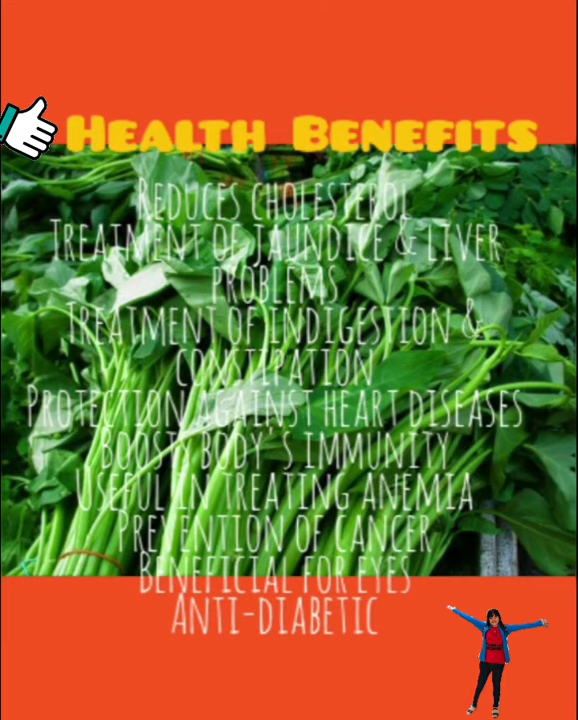 Health Benefits
Reduces cholesterol
Treatment of jaundice & liver
problems
Treatment of indigestion &
constipation
Protection against heart diseases
Boosts body's immunity
Useful in treating anemia
Prevention of cancer
Beneficial for eyes
Anti-diabetic